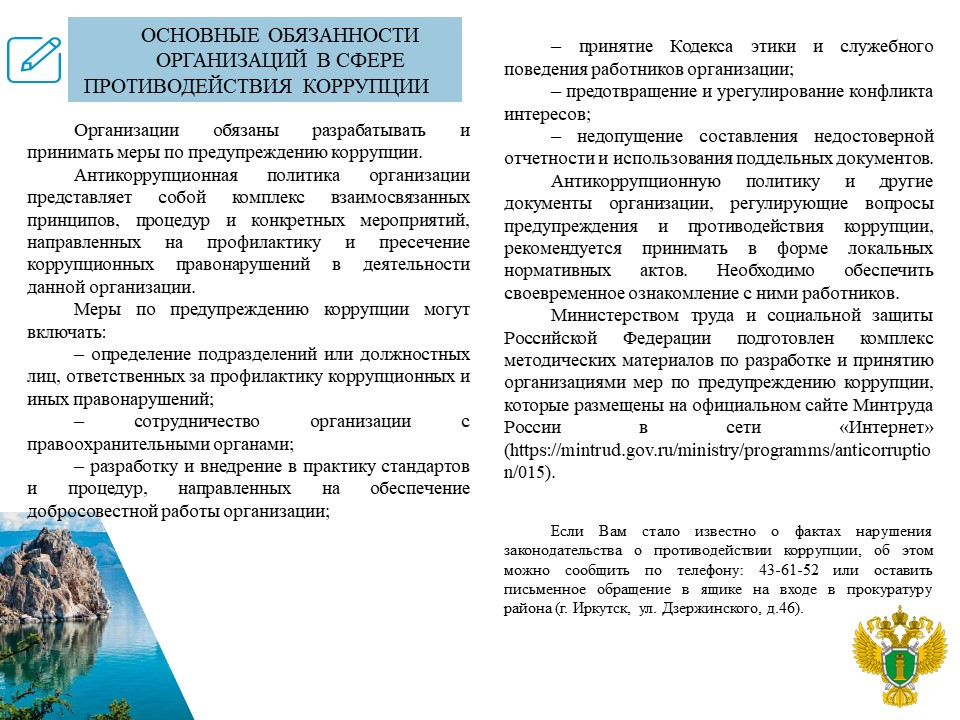 ОСНОВНЫЕ ОБЯЗАННОСТИ
ОРГАНИЗАЦИЙ В СФЕРЕ
ПРОТИВОДЕЙСТВИЯ КОРРУПЦИИ
Организации обязаны разрабатывать и
принимать меры по предупреждению коррупции.
Антикоррупционная политика организации
представляет собой комплекс взаимосвязанных
принципов, процедур и конкретных мероприятий,
направленных на профилактику и пресечение
коррупционных правонарушений в деятельности
данной организации.
Меры по предупреждению коррупции могут
включать:
– определение подразделений или должностных
лиц, ответственных за профилактику коррупционных и
иных правонарушений;
– сотрудничество организации с
правоохранительными органами;
– разработку и внедрение в практику стандартов
и процедур, направленных на обеспечение
добросовестной работы организации;
– принятие Кодекса этики и служебного
поведения работников организации;
– предотвращение и урегулирование конфликта
интересов;
– недопущение составления недостоверной
отчетности и использования поддельных документов.
Антикоррупционную политику и другие
документы организации, регулирующие вопросы
предупреждения и противодействия коррупции,
рекомендуется принимать в форме локальных
нормативных актов. Необходимо обеспечить
своевременное ознакомление с ними работников.
Министерством труда и социальной защиты
Российской Федерации подготовлен комплекс
методических материалов по разработке и принятию
организациями мер по предупреждению коррупции,
которые размещены на официальном сайте Минтруда
России в сети «Интернет»
(https://mintrud.gov.ru/ministry/programms/anticorruptio
n/015).
Если Вам стало известно о фактах нарушения
законодательства о противодействии коррупции, об этом
можно сообщить по телефону: 43-61-52 или оставить
письменное обращение в ящике на входе в прокуратуру
района (г. Иркутск, ул. Дзержинского, д.46).